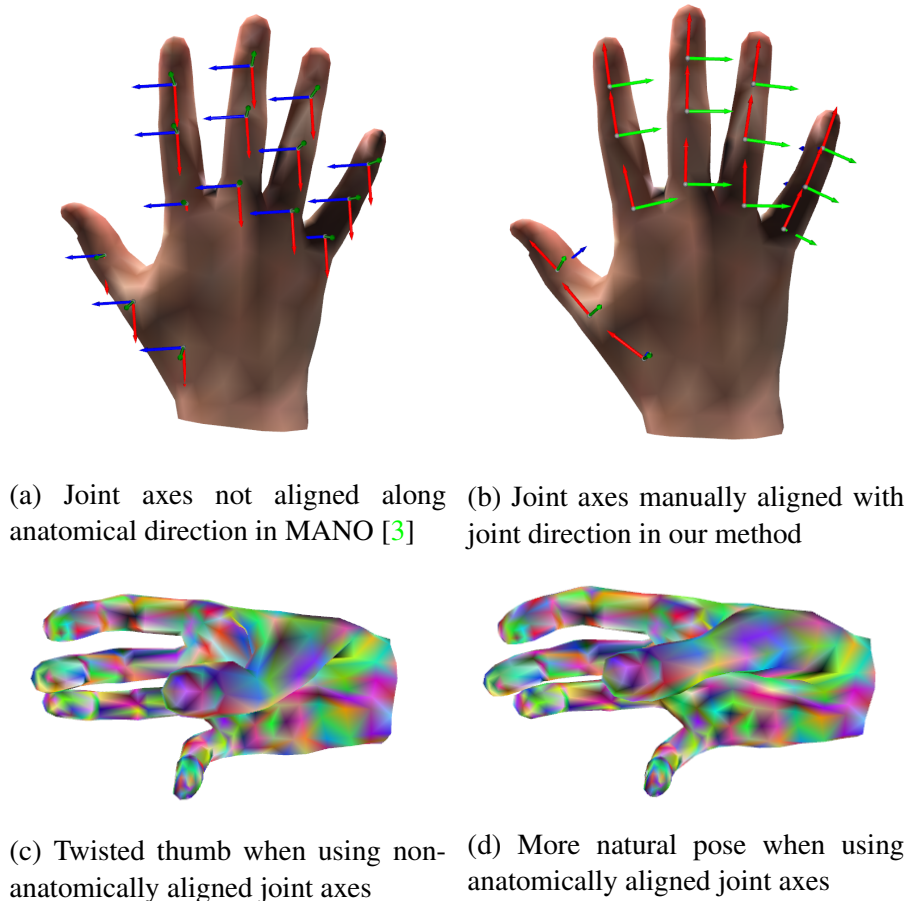 (a) Joint axes not aligned along
anatomical direction in MANO [3]
(b) Joint axes manually aligned with
joint direction in our method
(c) Twisted thumb when using non-
anatomically aligned joint axes
(d) More natural pose when using
anatomically aligned joint axes